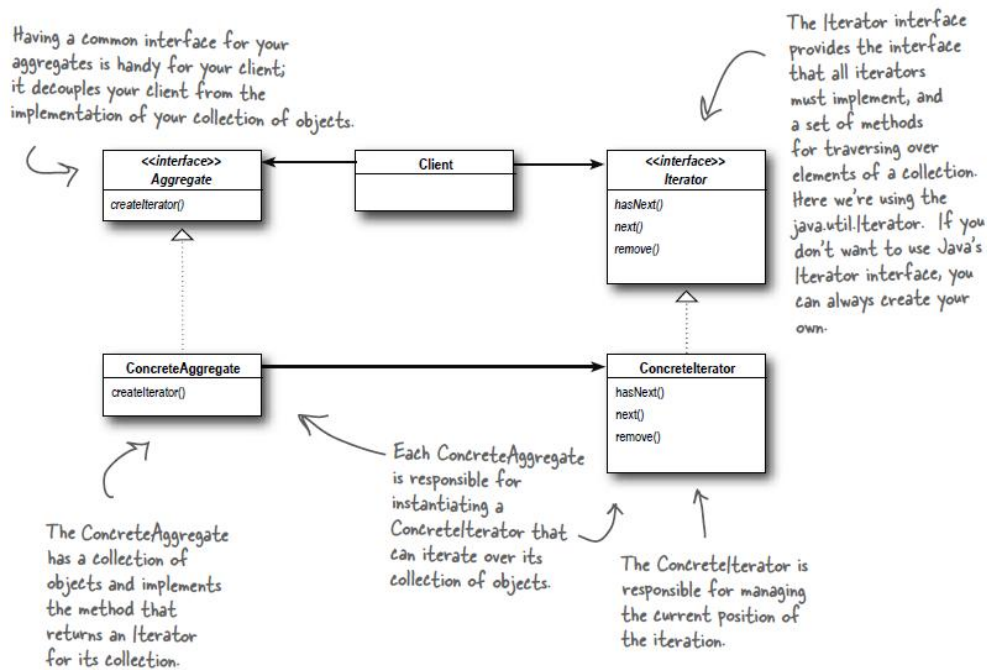 Having a common interface for your
aggregates is handy for your client;
it decouples your client from the
implementation of your collection of objects.
The Iterator interface
provides the interface
that all iterators
must implement, and
a set of methods
for traversing over
elements of a collection.
Here we're using the
java.util.Iterator. If you
don't want to use Java's
Iterator interface, you
can always create your
own.
<<interface>>
Aggregate
createIterator()
Client
<<interface>>
Iterator
hasNext()
next()
remove()
ConcreteAggregate
createIterator()
ConcreteIterator
hasNext()
next()
remove()
Each ConcreteAggregate
is responsible for
instantiating a
ConcreteIterator that
can iterate over its
collection of objects.
The ConcreteAggregate
has a collection of
objects and implements
the method that
returns an Iterator
for its collection.
The ConcreteIterator is
responsible for managing
the current position of
the iteration.